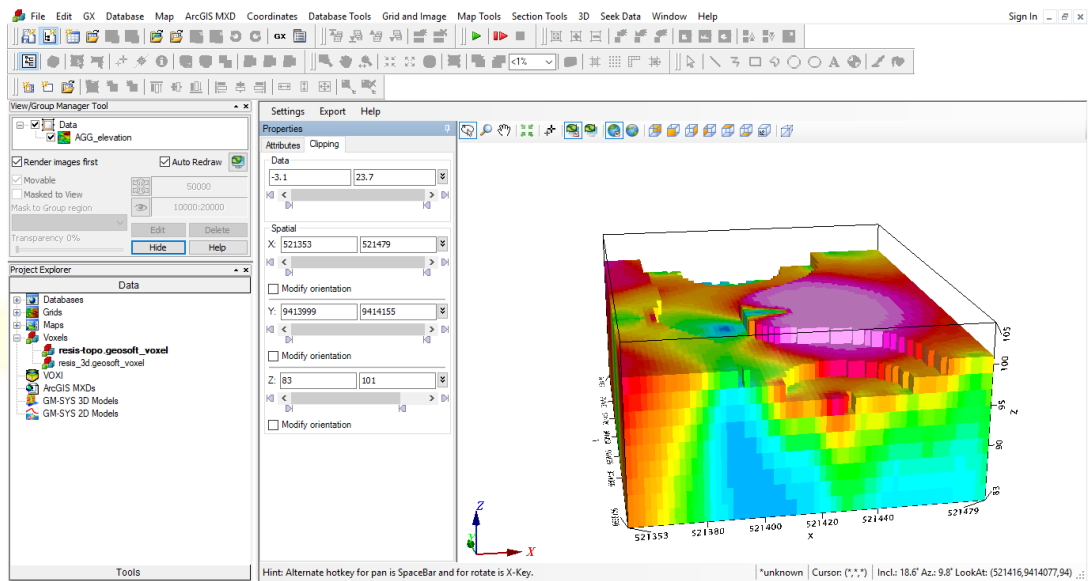 File Edit GX Database Map ArcGIS MXD Coordinates Database Tools Grid and Image Map Tools Section Tools 3D Seek Data Window Help Sign In
GX
<1%
View/Group Manager Tool
Data
AGG_elevation
Render images first Auto Redraw
Movable 50000
Masked to View
Mask to Group region 10000:20000
Edit Delete
Transparency 0%
Hide Help
Project Explorer
Data
Databases
Grids
Maps
Voxels
resis-topo.geosoft_voxel
resis_3d.geosoft_voxel
VOXI
ArcGIS MXDs
GM-SYS 3D Models
GM-SYS 2D Models
Tools
Settings Export Help
Properties
Attributes Clipping
Data
-3.1 23.7
Spatial
X: 521353 521479
Modify orientation
Y: 9413999 9414155
Modify orientation
Z: 83 101
Modify orientation
105
100
95
90
83
Z
521353 521380 521400 521420 521440 521479
X
Z
Y
X
Hint: Alternate hotkey for pan is SpaceBar and for rotate is X-Key.
*unknown Cursor: (*,*,*) Incl.: 18.6° Az.: 9.8° LookAt: (521416,9414077,94)